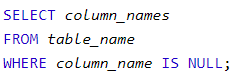 SELECT column_names
FROM table_name
WHERE column_name IS NULL;